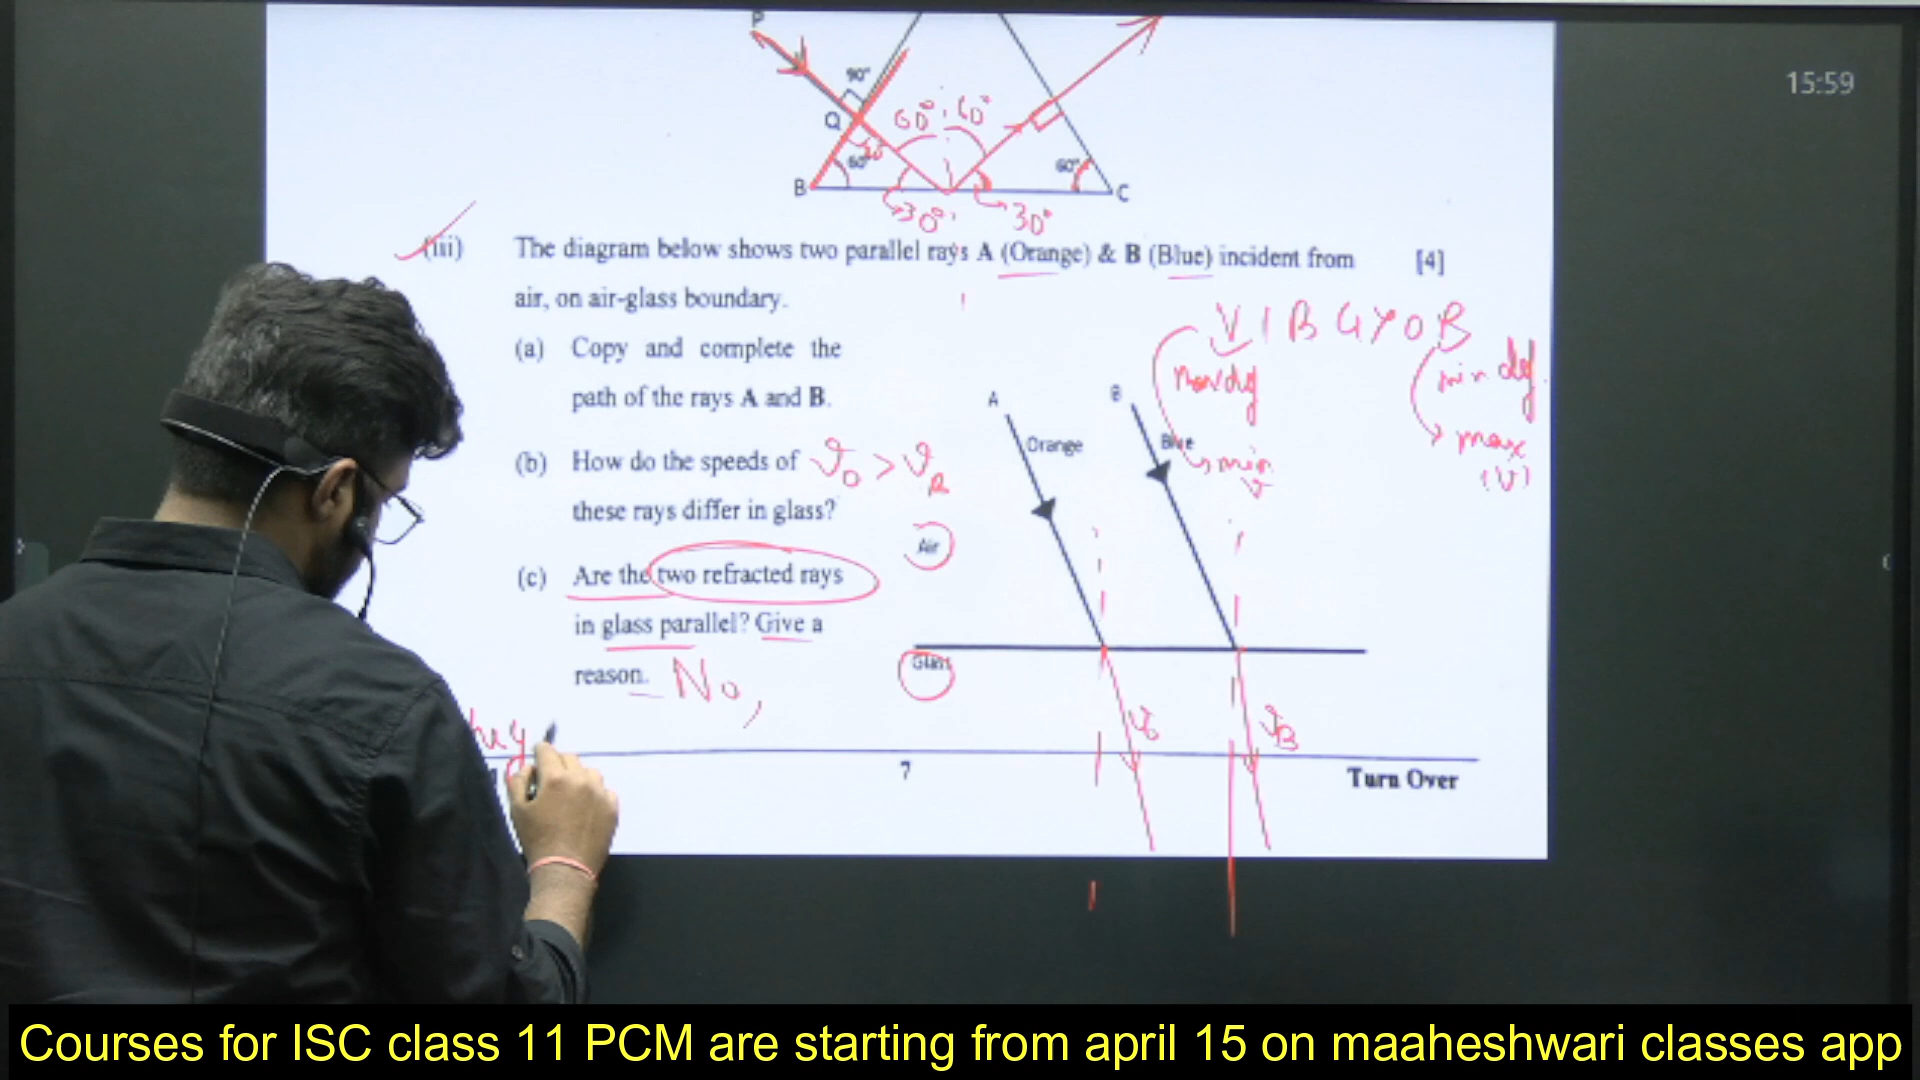 P
90°
15:59
Q
60°
60°
60°
60°
B
C
30°
30°
(iii) The diagram below shows two parallel rays A (Orange) & B (Blue) incident from [4]
air, on air-glass boundary.
V I B G Y O R
(a) Copy and complete the
min
path of the rays A and B.
A
B
Orange
Blue
max
(b) How do the speeds of
min
v
(v)
these rays differ in glass?
Air
(c) Are the two refracted rays
in glass parallel? Give a
Glass
reason. No,
they
7
Turn Over
Courses for ISC class 11 PCM are starting from april 15 on maaheshwari classes app